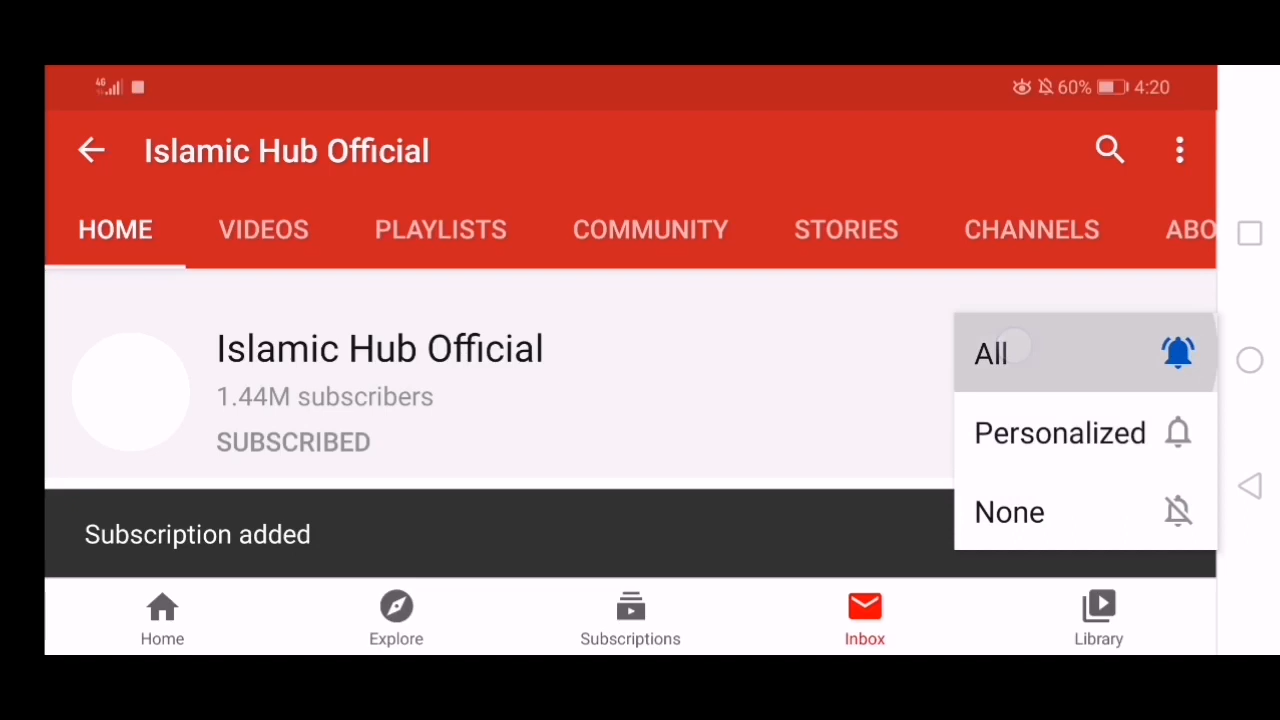 4G 60% 4:20
Islamic Hub Official
HOME VIDEOS PLAYLISTS COMMUNITY STORIES CHANNELS ABO
Islamic Hub Official
1.44M subscribers
SUBSCRIBED
All
Personalized
None
Subscription added
Home Explore Subscriptions Inbox Library